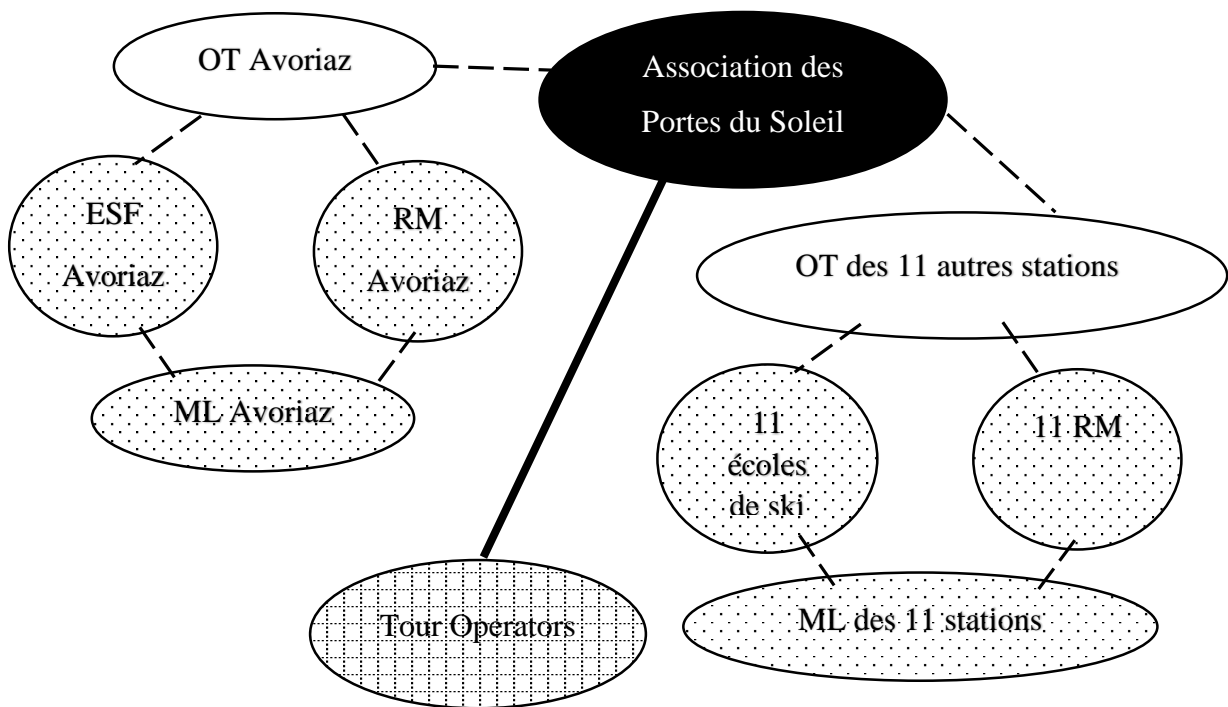 OT Avoriaz
Association des
Portes du Soleil
ESF
Avoriaz
RM
Avoriaz
ML Avoriaz
OT des 11 autres stations
11
écoles
de ski
11 RM
ML des 11 stations
Tour Operators